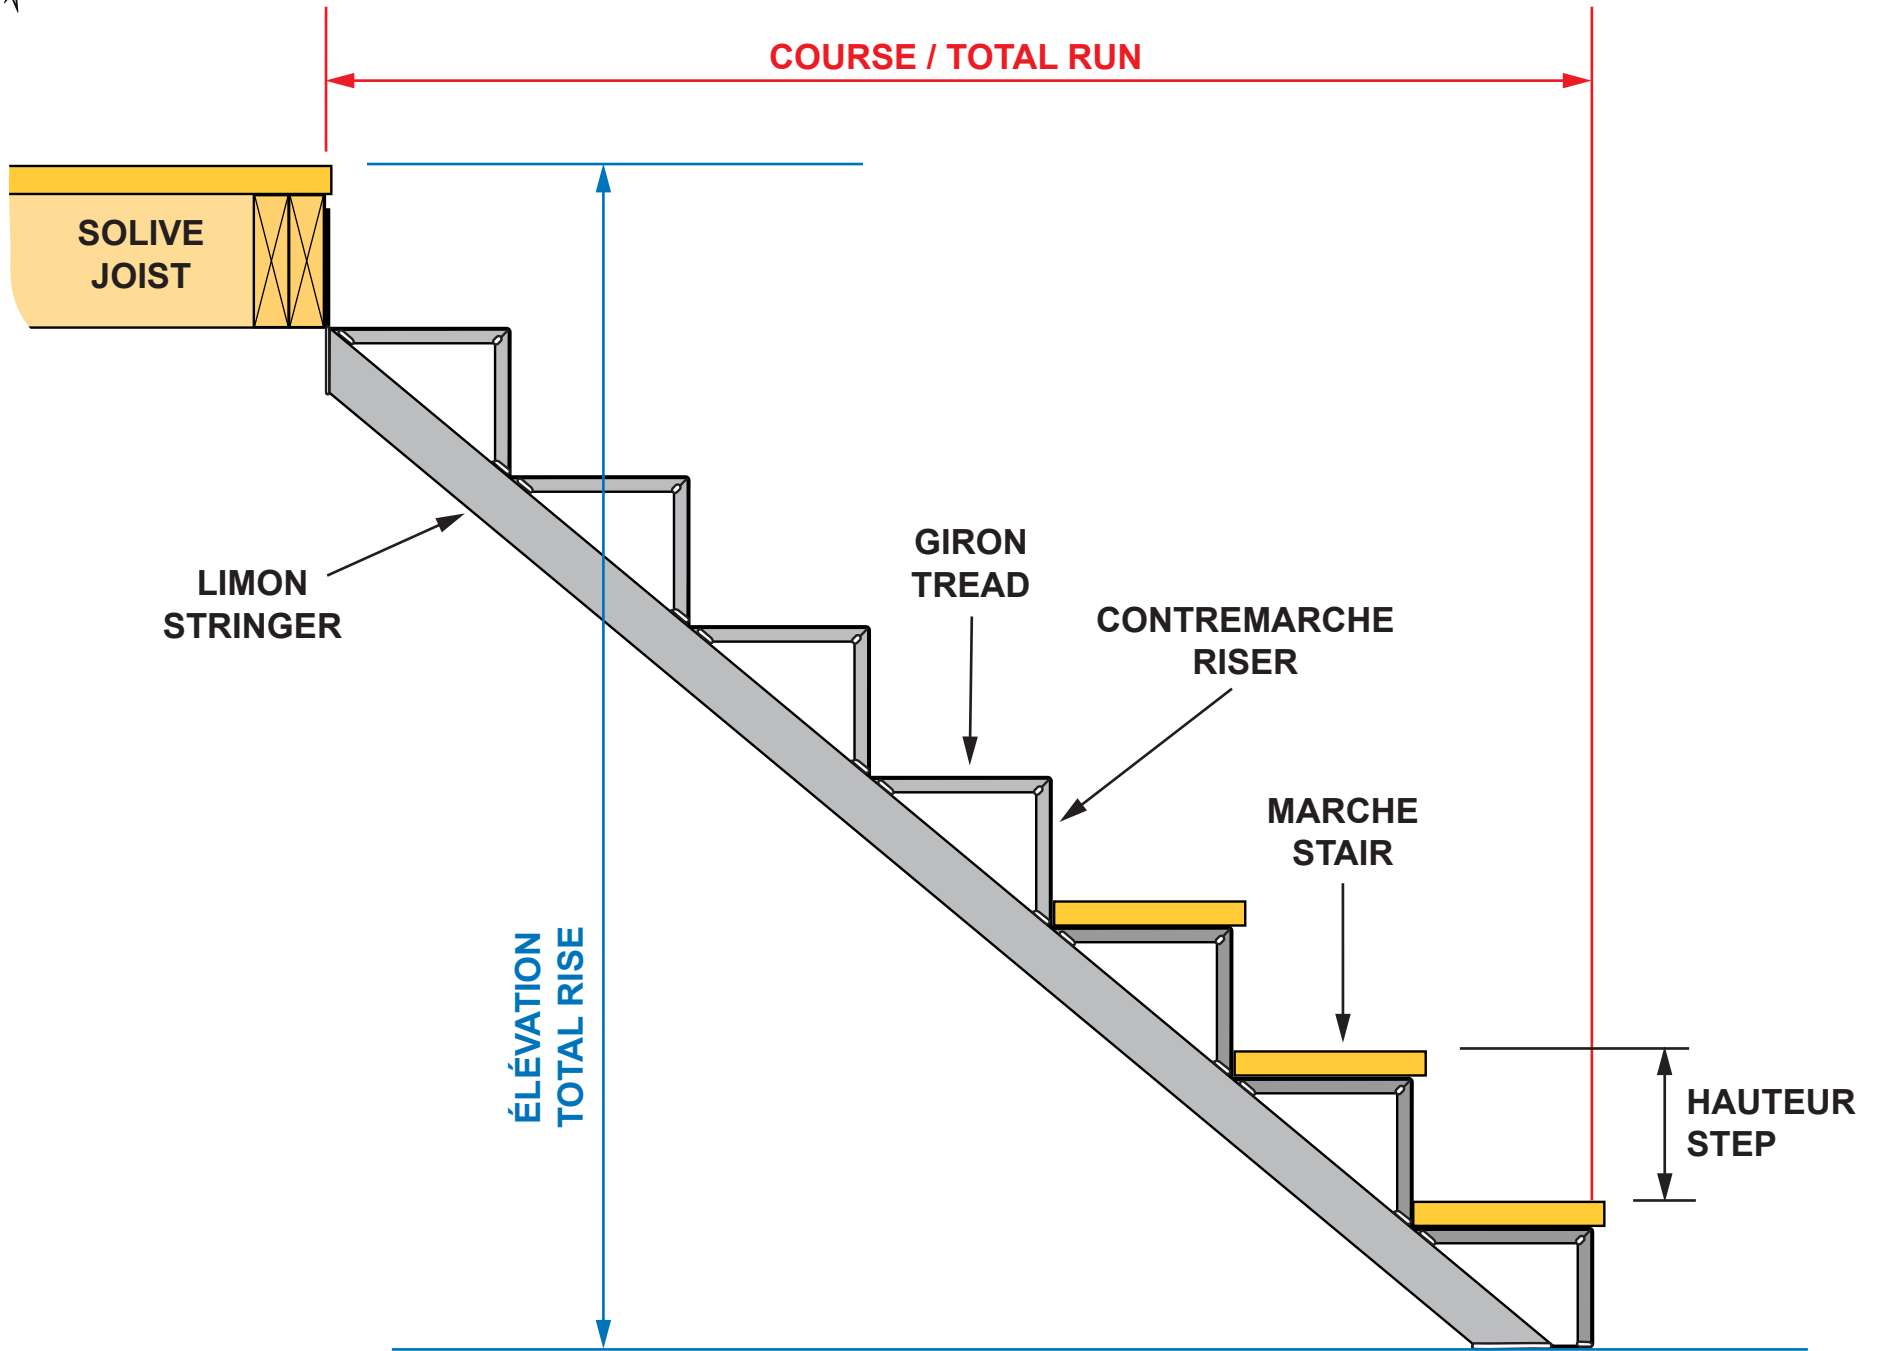 COURSE / TOTAL RUN
SOLIVE
JOIST
LIMON
STRINGER
GIRON
TREAD
CONTREMARCHE
RISER
MARCHE
STAIR
ÉLÉVATION
TOTAL RISE
HAUTEUR
STEP